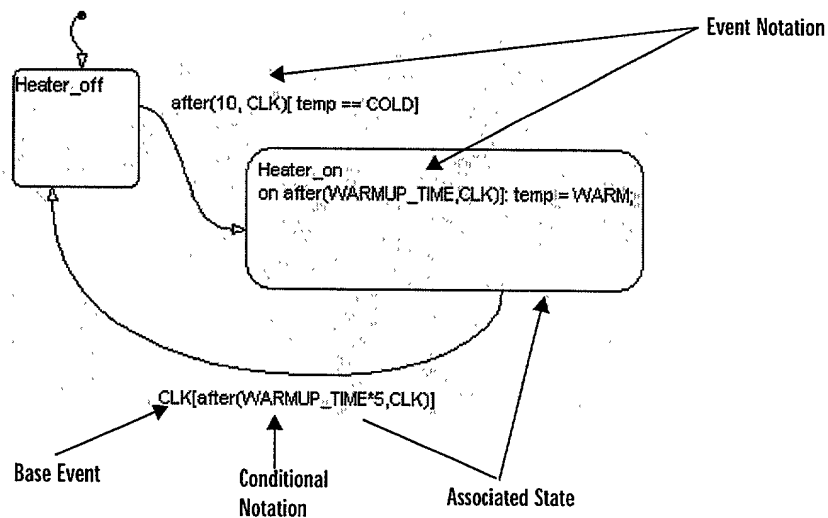 Event Notation
Heater_off
after(10, CLK)[ temp == COLD]
Heater_on
on after(WARMUP_TIME,CLK)]: temp = WARM;
CLK[after(WARMUP_TIME*5,CLK)]
Base Event
Conditional
Notation
Associated State